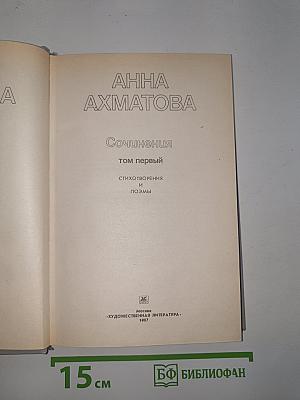 А
АННА
АХМАТОВА
Сочинения
том первый
СТИХОТВОРЕНИЯ
И
ПОЭМЫ
МОСКВА
«ХУДОЖЕСТВЕННАЯ ЛИТЕРАТУРА»
1987
15 см
БФ БИБЛИОФАН